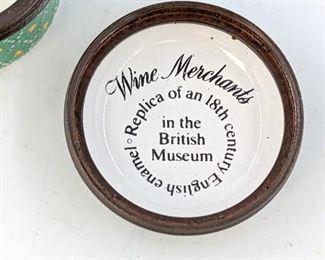 Wine Merchants
Replica of an 18th century English enamel
in the
British
Museum